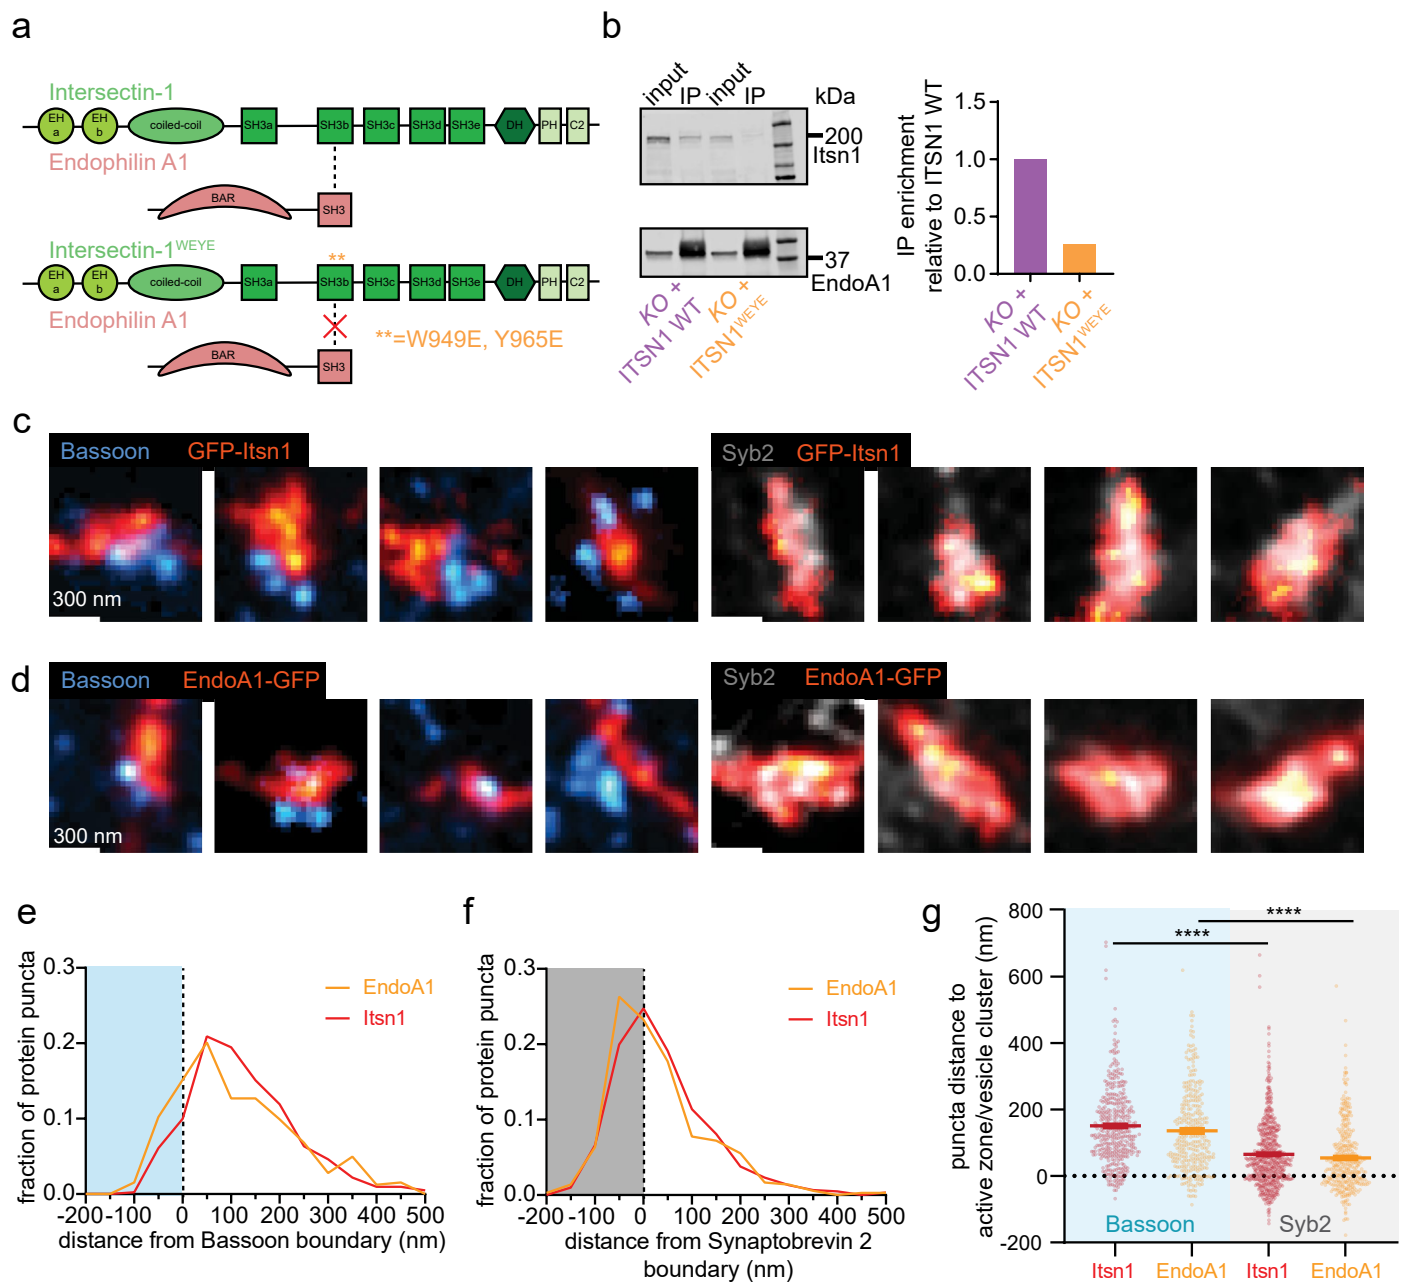 a
Intersectin-1
EH a
EH b
coiled-coil
SH3a
SH3b
SH3c
SH3d
SH3e
DH
PH
C2
Endophilin A1
BAR
SH3
Intersectin-1WEYE
**
EH a
EH b
coiled-coil
SH3a
SH3b
SH3c
SH3d
SH3e
DH
PH
C2
Endophilin A1
**=W949E, Y965E
BAR
SH3
b
input
IP
input
IP
kDa
200
Itsn1
37
EndoA1
KO + ITSN1 WT
KO + ITSN1WEYE
IP enrichment
relative to ITSN1 WT
1.5
1.0
0.5
0.0
KO + ITSN1 WT
KO + ITSN1WEYE
c
Bassoon GFP-Itsn1
Syb2 GFP-Itsn1
300 nm
d
Bassoon EndoA1-GFP
Syb2 EndoA1-GFP
300 nm
e
fraction of protein puncta
0.3
0.2
0.1
0.0
EndoA1
Itsn1
-200 -100 0 100 200 300 400 500
distance from Bassoon boundary (nm)
f
fraction of protein puncta
0.3
0.2
0.1
0.0
EndoA1
Itsn1
-200 -100 0 100 200 300 400 500
distance from Synaptobrevin 2
boundary (nm)
g
puncta distance to
active zone/vesicle cluster (nm)
800
600
400
200
0
-200
****
****
Bassoon
Syb2
Itsn1 EndoA1 Itsn1 EndoA1